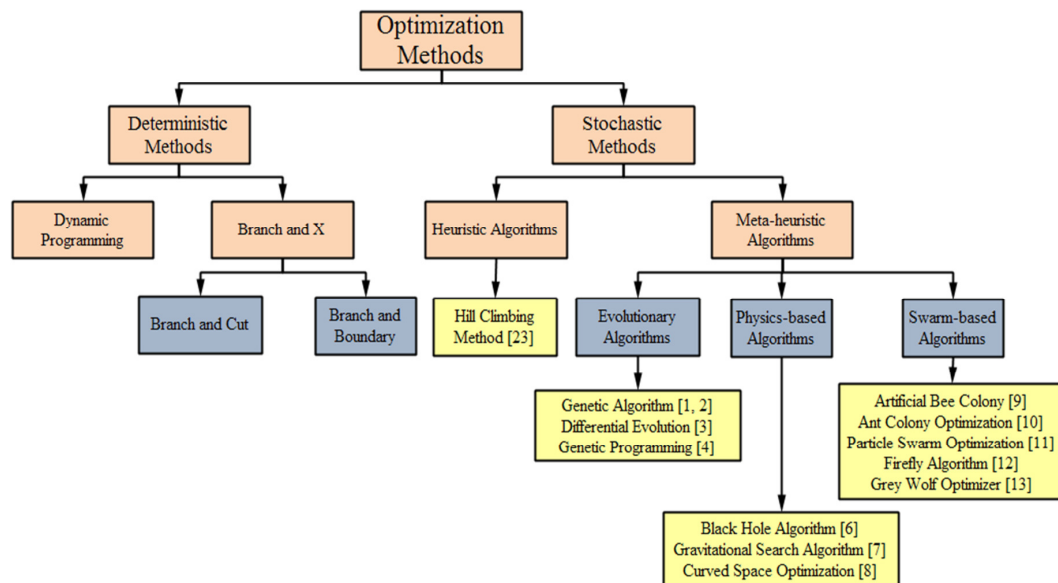 Optimization
Methods
Deterministic
Methods
Stochastic
Methods
Dynamic
Programming
Branch and X
Heuristic Algorithms
Meta-heuristic
Algorithms
Branch and Cut
Branch and
Boundary
Hill Climbing
Method [23]
Evolutionary
Algorithms
Physics-based
Algorithms
Swarm-based
Algorithms
Genetic Algorithm [1, 2]
Differential Evolution [3]
Genetic Programming [4]
Artificial Bee Colony [9]
Ant Colony Optimization [10]
Particle Swarm Optimization [11]
Firefly Algorithm [12]
Grey Wolf Optimizer [13]
Black Hole Algorithm [6]
Gravitational Search Algorithm [7]
Curved Space Optimization [8]